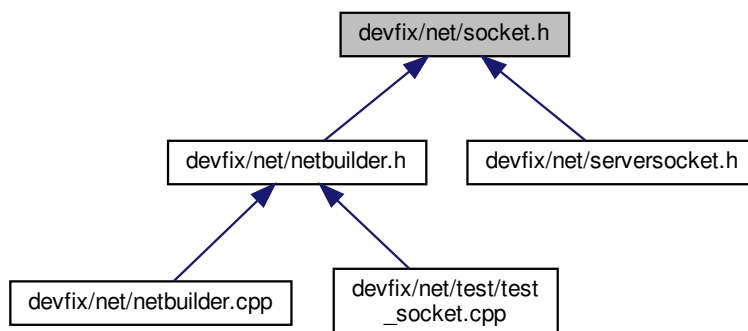 devfix/net/socket.h
devfix/net/netbuilder.h
devfix/net/serversocket.h
devfix/net/netbuilder.cpp
devfix/net/test/test
_socket.cpp